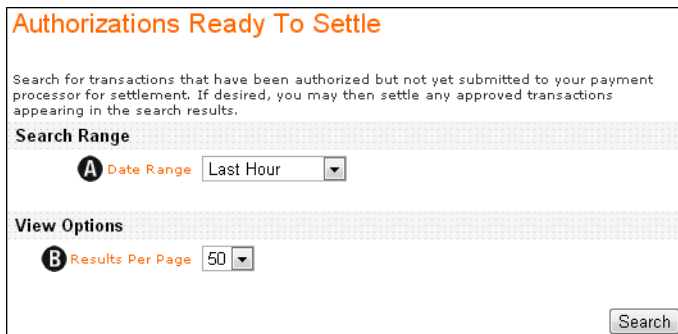 Authorizations Ready To Settle
Search for transactions that have been authorized but not yet submitted to your payment
processor for settlement. If desired, you may then settle any approved transactions
appearing in the search results.
Search Range
A Date Range Last Hour
View Options
B Results Per Page 50
Search